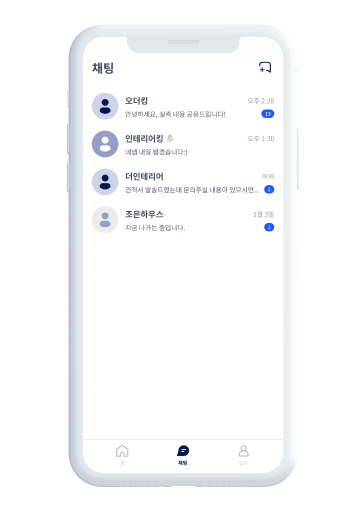 채팅
오더킹
오후 2:28
안녕하세요, 실측 내용 공유드립니다!
13
인테리어킹
오후 1:30
네넵 내일 뵙겠습니다:)
더인테리어
어제
견적서 발송드렸는데 문의주실 내용이 있으시면...
2
조은하우스
1월 3일
지금 나가는 중입니다.
1
홈
채팅